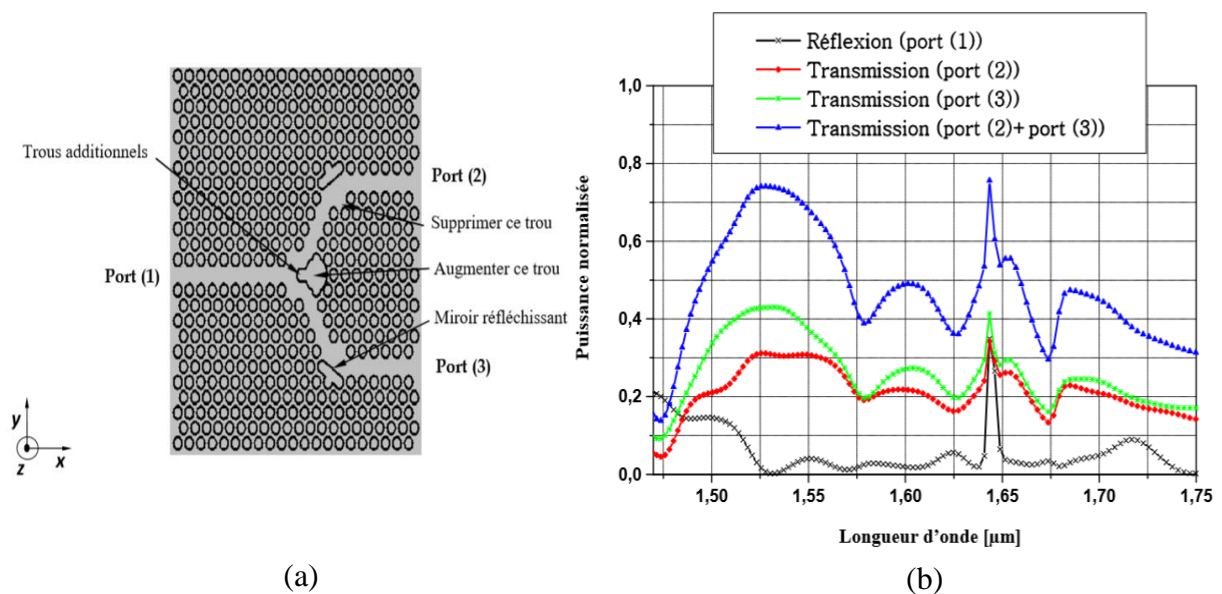 Trous additionnels
Port (1)
Port (2)
Supprimer ce trou
Augmenter ce trou
Miroir réfléchissant
Port (3)
y
z
x
(a)
Réflexion (port (1))
Transmission (port (2))
Transmission (port (3))
Transmission (port (2)+ port (3))
Puissance normalisée
1,0
0,8
0,6
0,4
0,2
0,0
1,50
1,55
1,60
1,65
1,70
1,75
Longueur d'onde [µm]
(b)